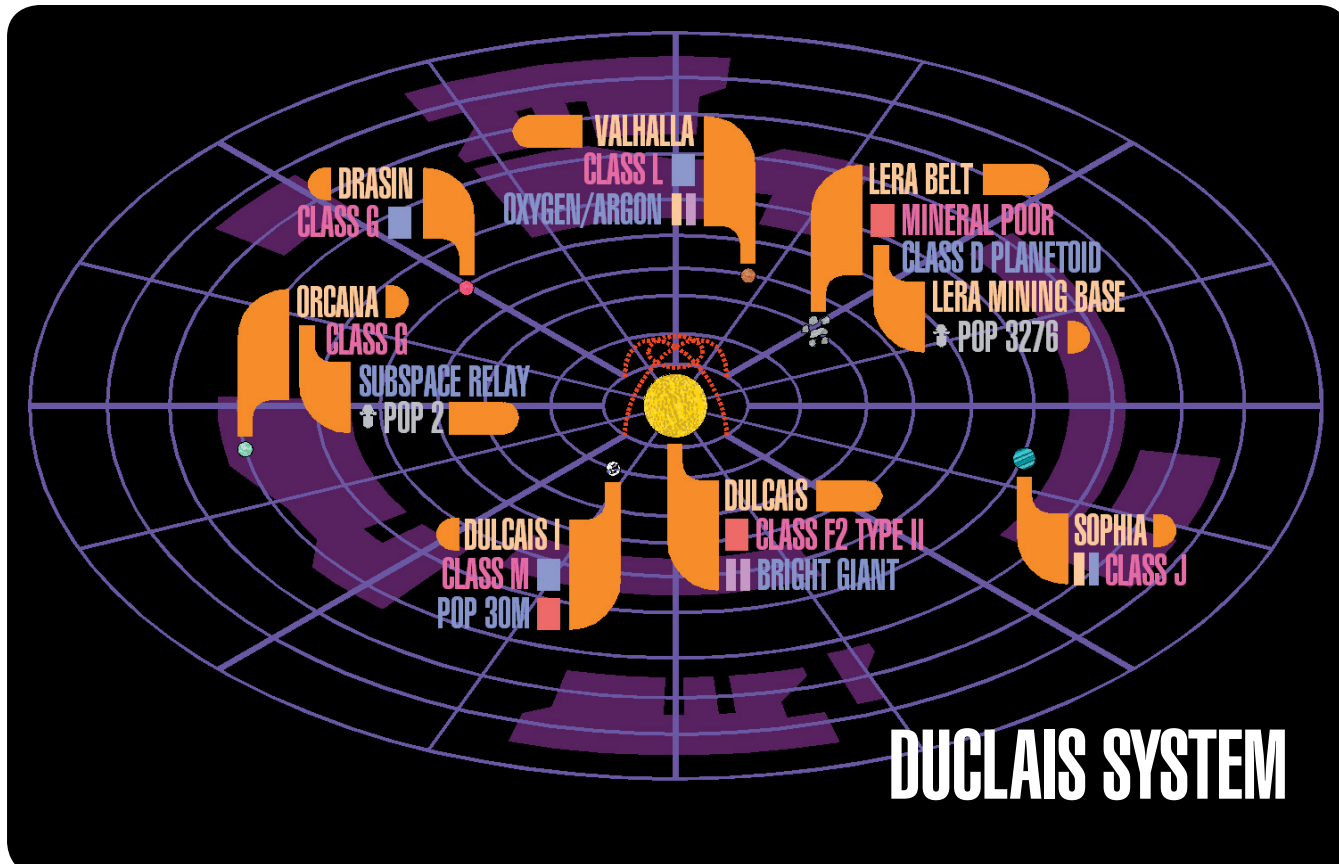 VALHALLA
CLASS L
OXYGEN/ARGON
DRASIN
CLASS G
LERA BELT
MINERAL POOR
CLASS D PLANETOID
LERA MINING BASE
POP 3276
ORCANA
CLASS G
SUBSPACE RELAY
POP 2
DULCAIS I
CLASS M
POP 30M
DULCAIS
CLASS F2 TYPE II
BRIGHT GIANT
SOPHIA
CLASS J
DUCLAIS SYSTEM